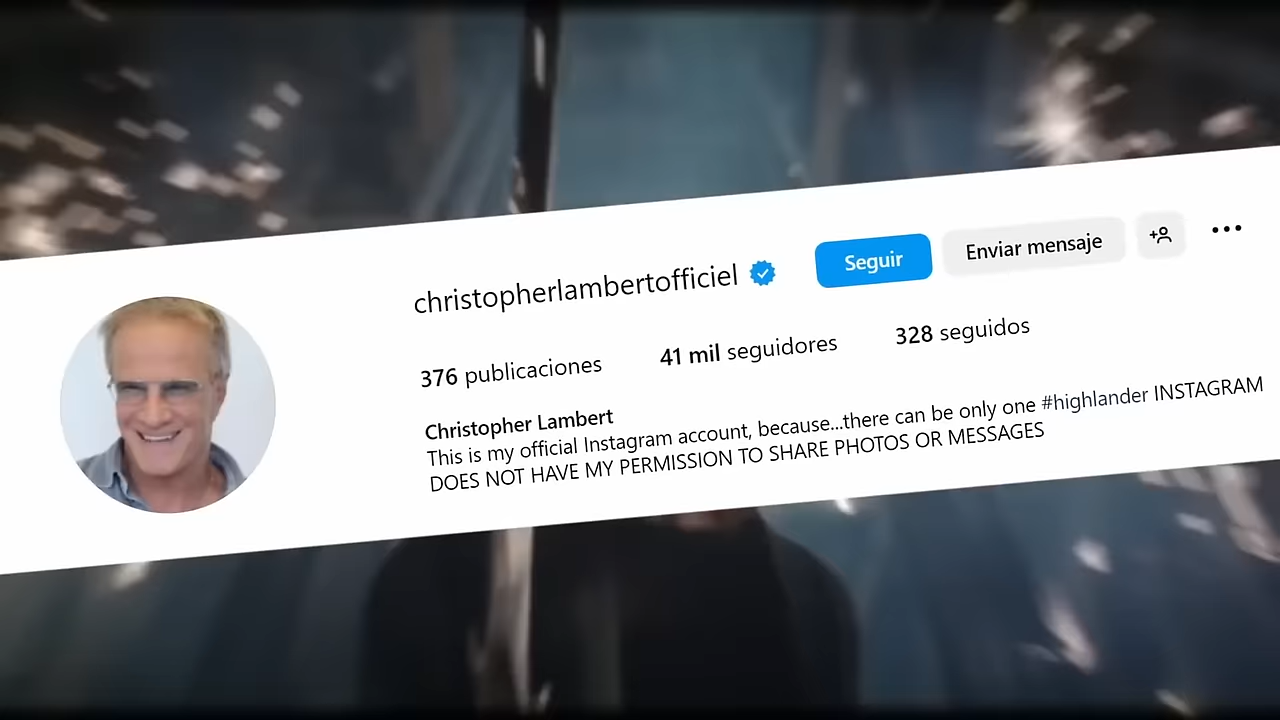 christopherlambertofficiel
Seguir
Enviar mensaje
376 publicaciones
41 mil seguidores
328 seguidos
Christopher Lambert
This is my official Instagram account, because...there can be only one #highlander INSTAGRAM
DOES NOT HAVE MY PERMISSION TO SHARE PHOTOS OR MESSAGES